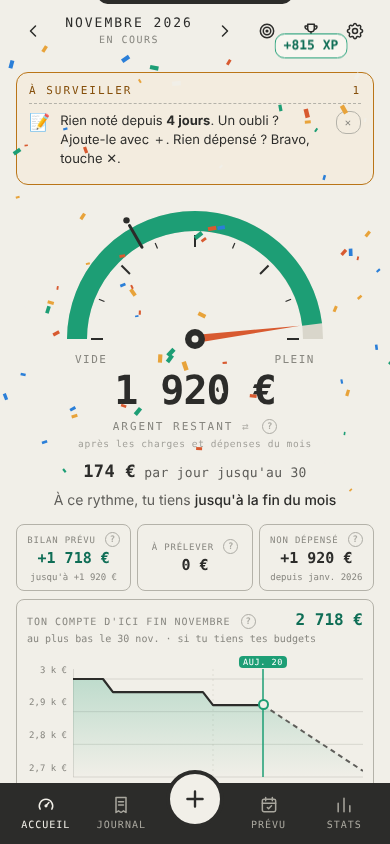 NOVEMBRE 2026
EN COURS
+815 XP
À SURVEILLER 1
📝 Rien noté depuis 4 jours. Un oubli ?
Ajoute-le avec +. Rien dépensé ? Bravo,
touche ✕.
×
VIDE PLEIN
1 920 €
ARGENT RESTANT ⇄ ?
après les charges et dépenses du mois
174 € par jour jusqu'au 30
À ce rythme, tu tiens jusqu'à la fin du mois
BILAN PRÉVU ?
+1 718 €
jusqu'à +1 920 €
À PRÉLEVER ?
0 €
NON DÉPENSÉ ?
+1 920 €
depuis janv. 2026
TON COMPTE D'ICI FIN NOVEMBRE ? 2 718 €
au plus bas le 30 nov. · si tu tiens tes budgets
AUJ. 20
3 k €
2,9 k €
2,8 k €
2,7 k €
+
ACCUEIL JOURNAL PRÉVU STATS